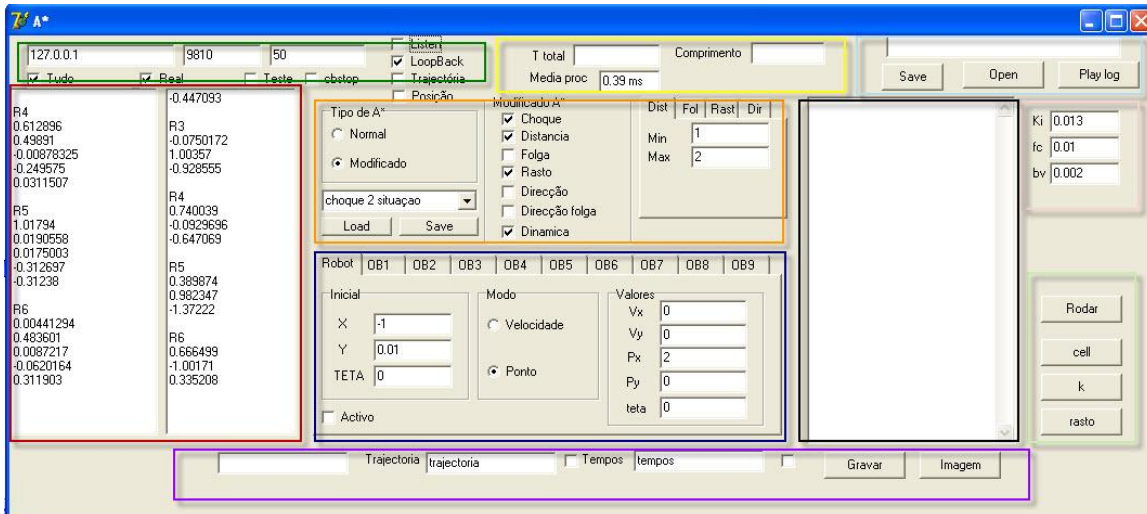 A*
127.0.0.1 9810 50
Listen
LoopBack
Trajectória
Posição
Tudo Real Teste obstop
T total Comprimento
Media proc 0.39 ms
Save Open Play log
R4
0.612896
0.49891
-0.00878325
-0.249575
0.0311507
R5
1.01794
0.0190558
0.0175003
-0.312697
-0.31238
R6
0.00441294
0.483601
0.0087217
-0.0620164
0.311903
-0.447093
R3
-0.0750172
1.00357
-0.928555
R4
0.740039
-0.0929696
-0.647069
R5
0.389874
0.982347
-1.37222
R6
0.666499
-1.00171
0.335208
Tipo de A*
Normal
Modificado
choque 2 situaçao
Load Save
Modificado A*
Choque
Distancia
Folga
Rasto
Direcção
Direcção folga
Dinamica
Dist Fol Rast Dir
Min 1
Max 2
Ki 0.013
fc 0.01
bv 0.002
Robot OB1 OB2 OB3 OB4 OB5 OB6 OB7 OB8 OB9
Inicial
X -1
Y 0.01
TETA 0
Activo
Modo
Velocidade
Ponto
Valores
Vx 0
Vy 0
Px 2
Py 0
teta 0
Rodar
cell
k
rasto
Trajectoria trajectoria Tempos tempos Gravar Imagem